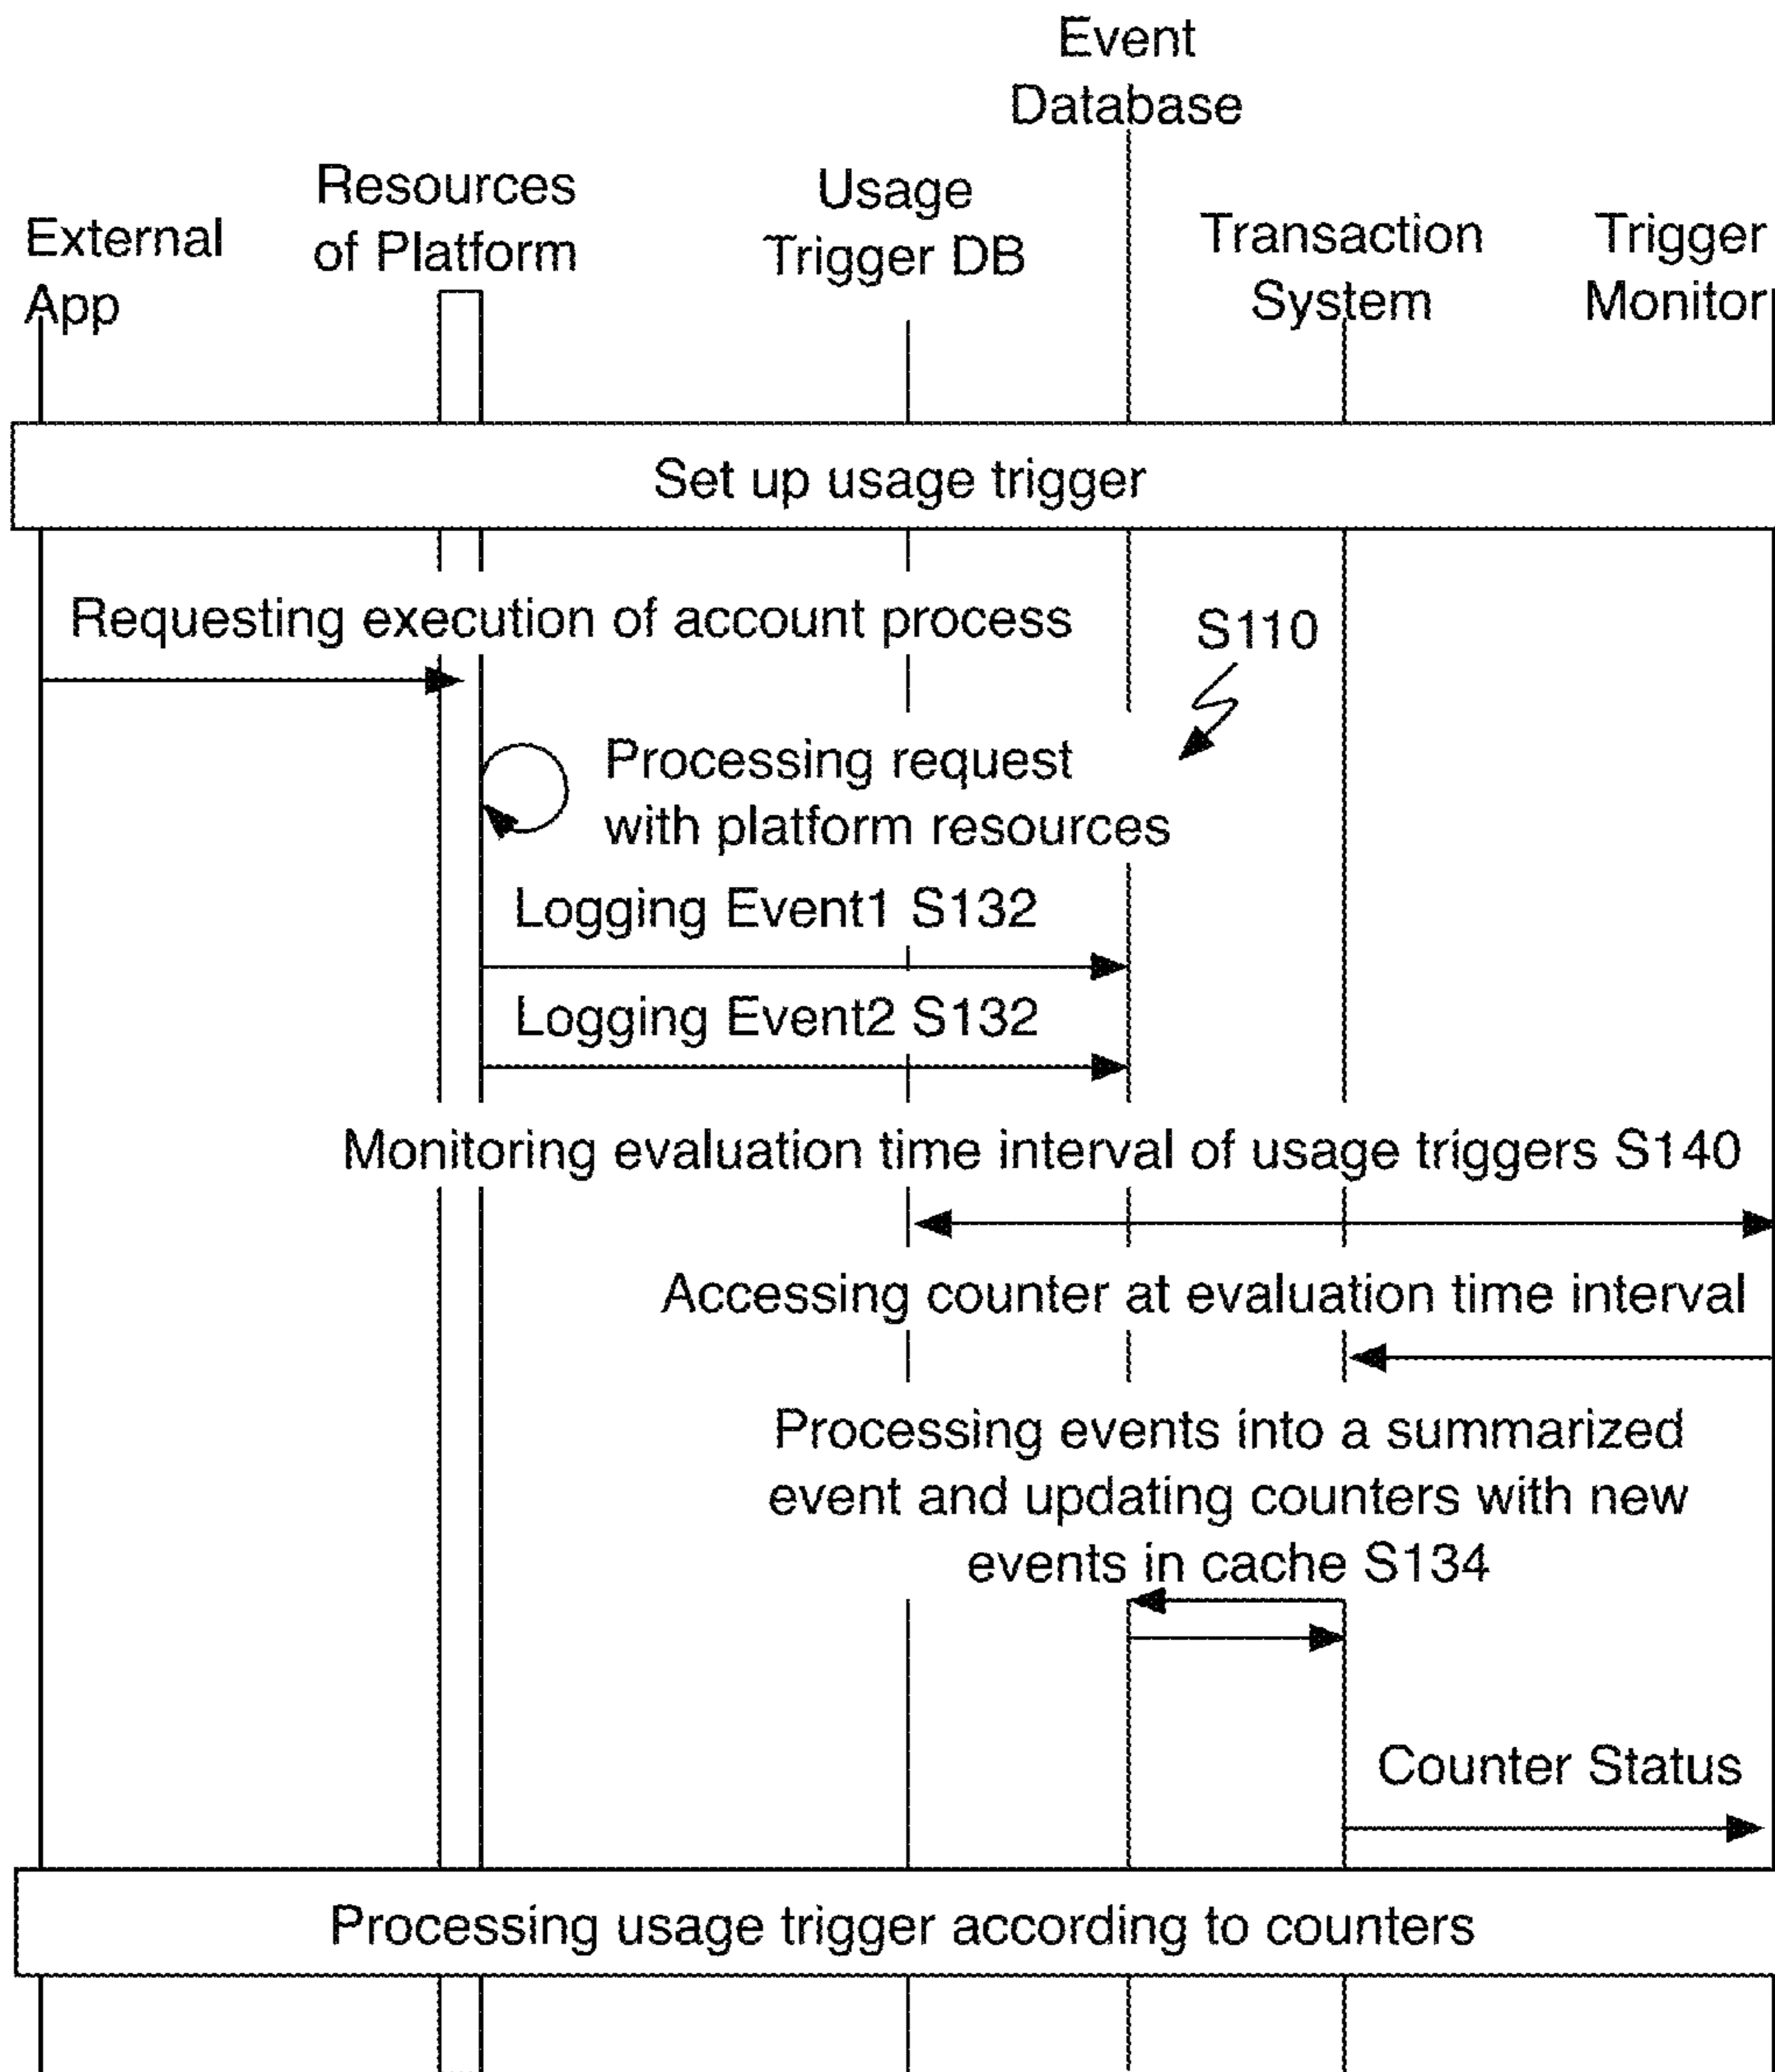 Event
Database
Resources
of Platform
Usage
Trigger DB
External
App
Transaction
System
Trigger
Monitor
Set up usage trigger
Requesting execution of account process
S110
Processing request
with platform resources
Logging Event1 S132
Logging Event2 S132
Monitoring evaluation time interval of usage triggers S140
Accessing counter at evaluation time interval
Processing events into a summarized
event and updating counters with new
events in cache S134
Counter Status
Processing usage trigger according to counters